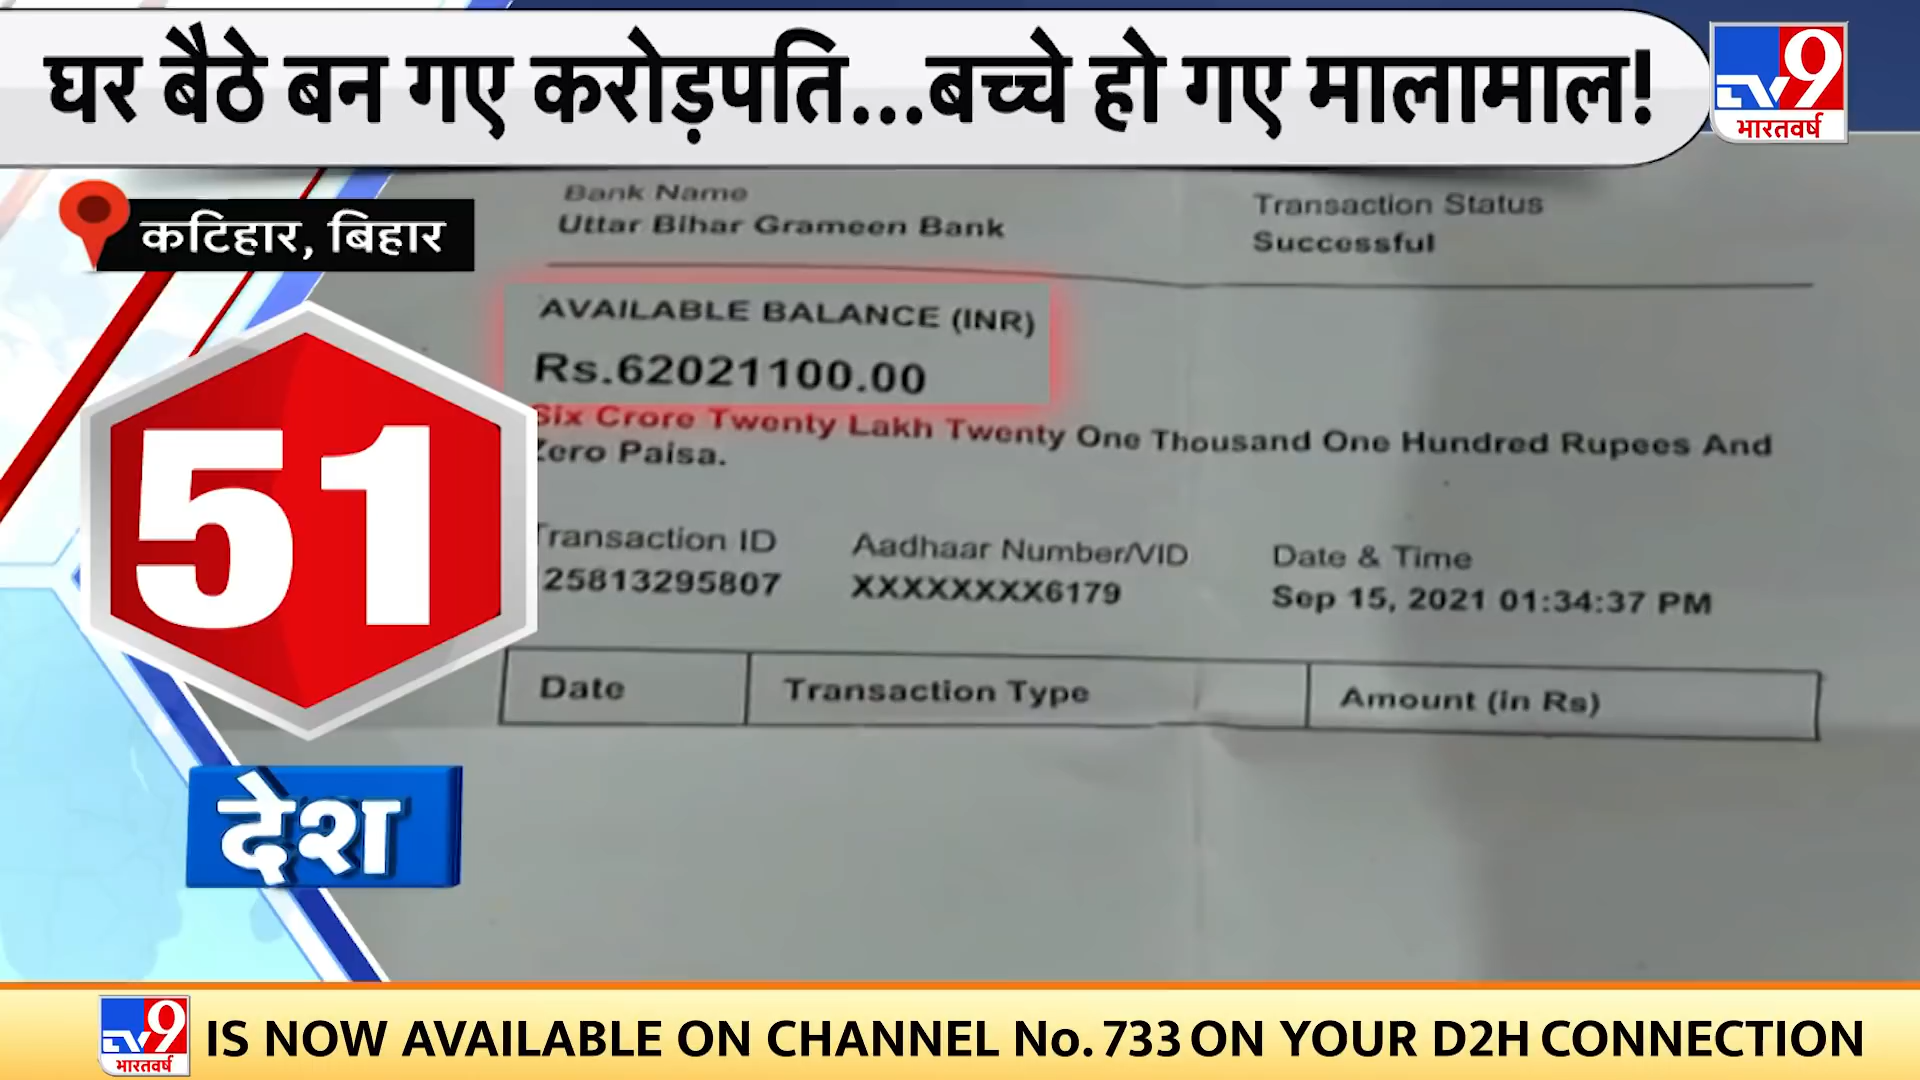 घर बैठे बन गए करोड़पति...बच्चे हो गए मालामाल!
TV9
भारतवर्ष
कटिहार, बिहार
Bank Name
Uttar Bihar Grameen Bank
Transaction Status
Successful
AVAILABLE BALANCE (INR)
Rs.62021100.00
Six Crore Twenty Lakh Twenty One Thousand One Hundred Rupees And
Zero Paisa.
51
देश
Transaction ID
25813295807
Aadhaar Number/VID
XXXXXXXX6179
Date & Time
Sep 15, 2021 01:34:37 PM
Date
Transaction Type
Amount (in Rs)
TV9
भारतवर्ष
IS NOW AVAILABLE ON CHANNEL No. 733 ON YOUR D2H CONNECTION